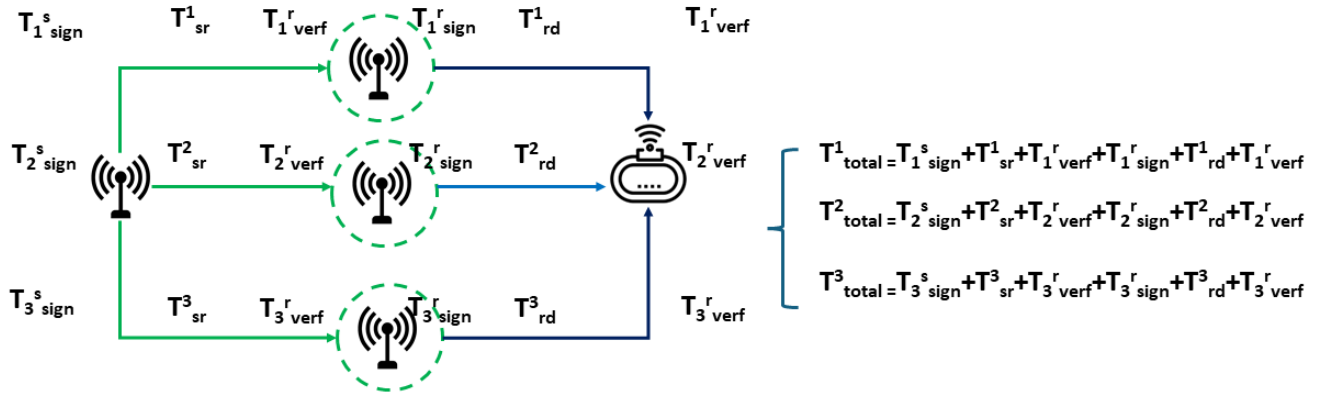 T₁ˢsign T¹sr T₁ʳverf T₁ʳsign T¹rd T₁ʳverf
T₂ˢsign T²sr T₂ʳverf T₂ʳsign T²rd T₂ʳverf
T₃ˢsign T³sr T₃ʳverf T₃ʳsign T³rd T₃ʳverf
T¹total=T₁ˢsign+T¹sr+T₁ʳverf+T₁ʳsign+T¹rd+T₁ʳverf
T²total=T₂ˢsign+T²sr+T₂ʳverf+T₂ʳsign+T²rd+T₂ʳverf
T³total=T₃ˢsign+T³sr+T₃ʳverf+T₃ʳsign+T³rd+T₃ʳverf